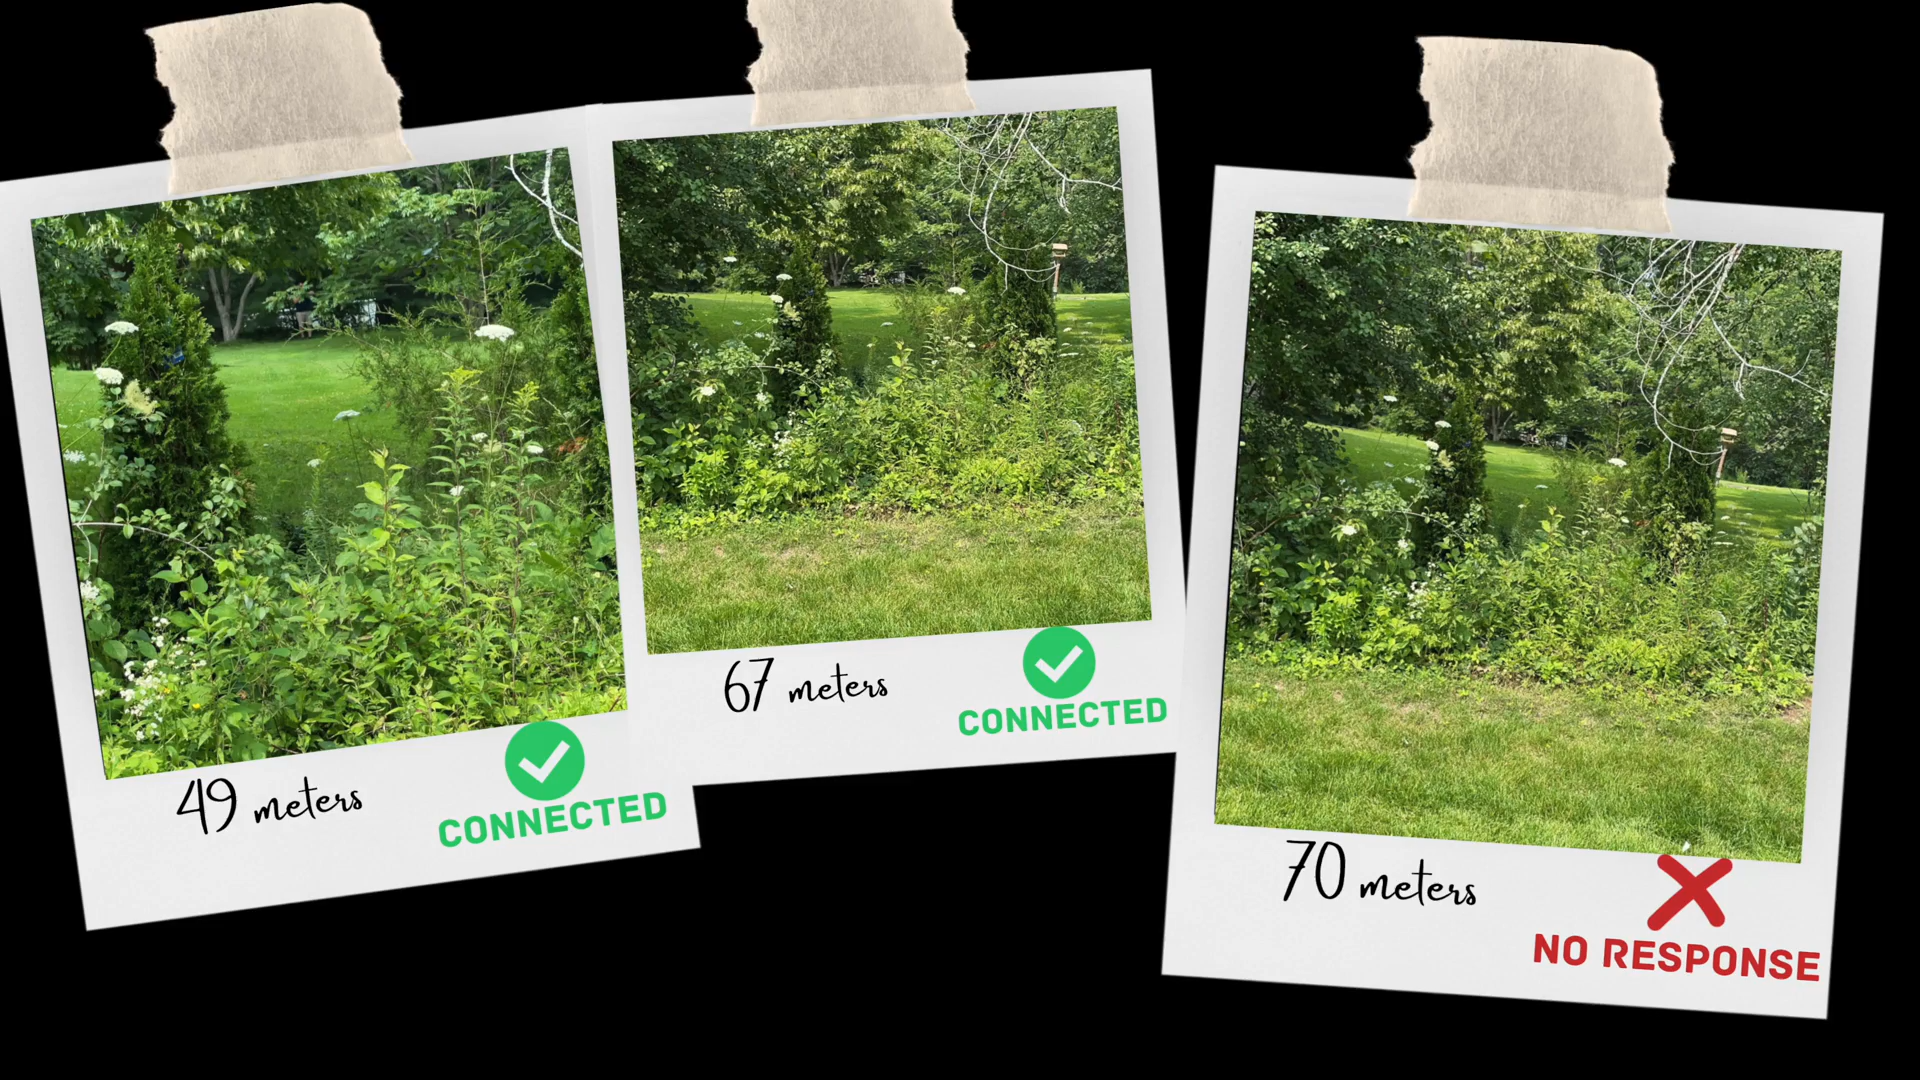 49 meters
CONNECTED
67 meters
CONNECTED
70 meters
NO RESPONSE